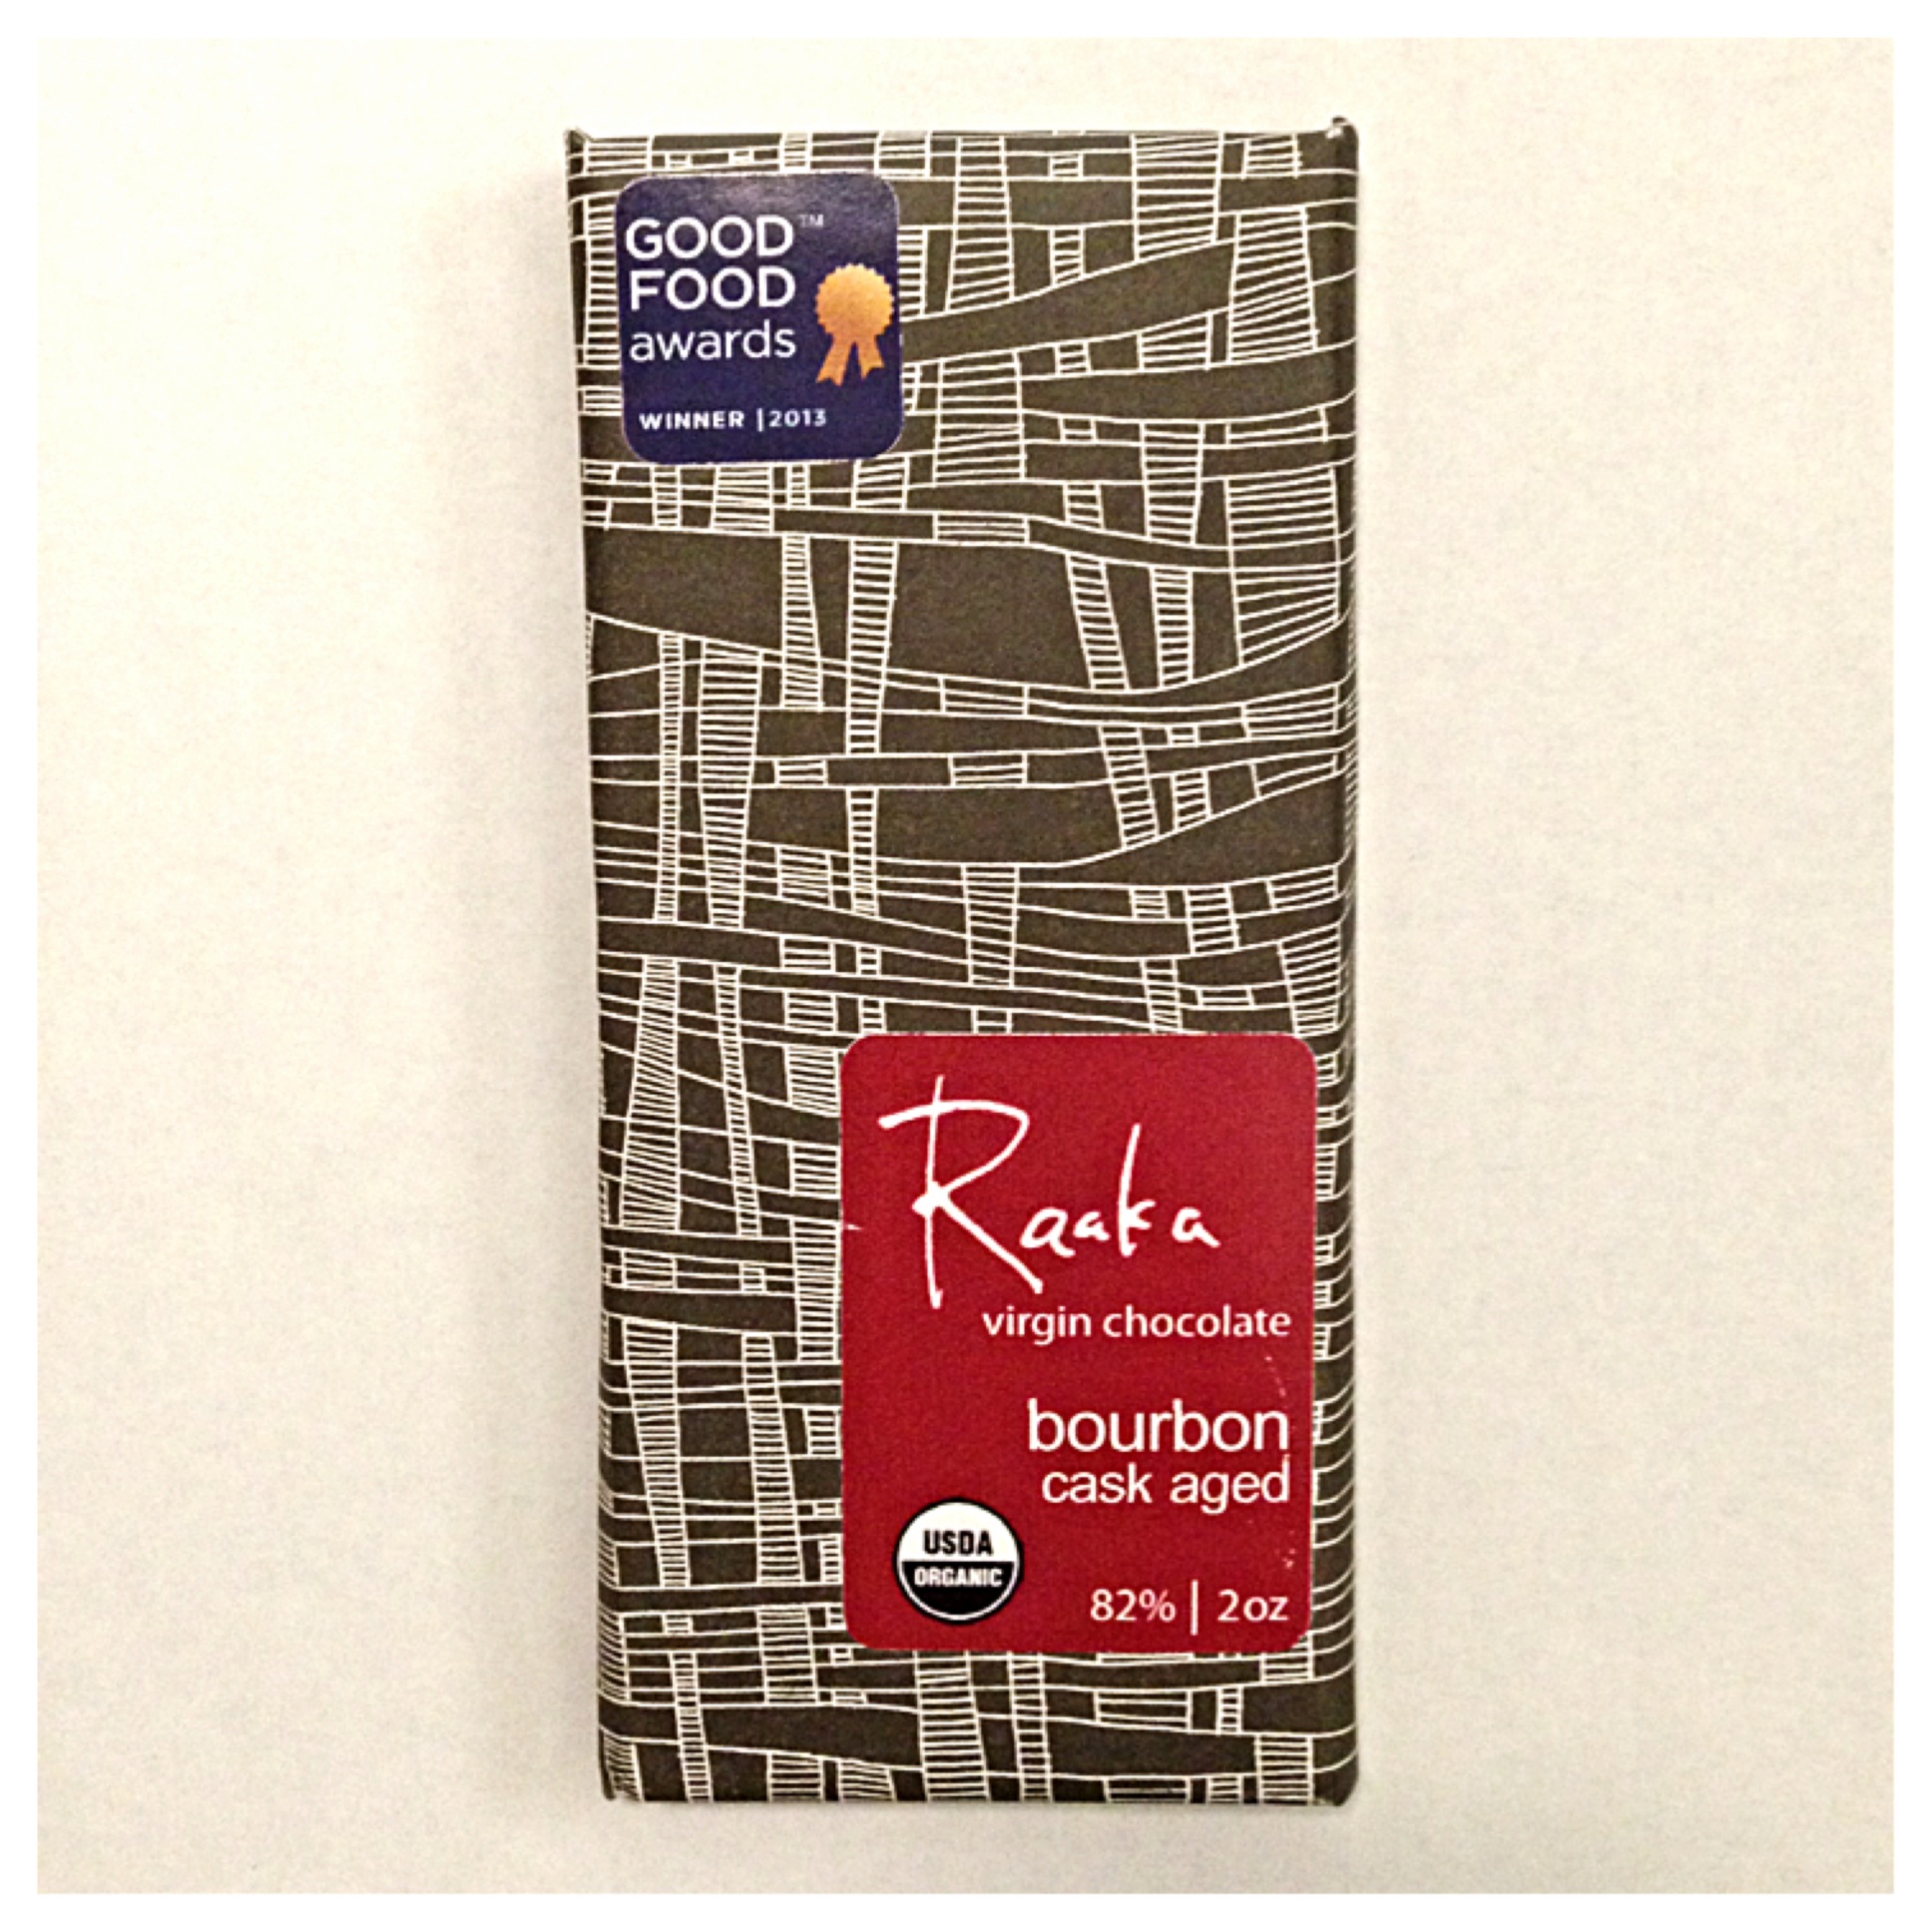 GOOD™
FOOD
awards
WINNER | 2013
Raaka
virgin chocolate
bourbon
cask aged
USDA
ORGANIC
82% | 2oz